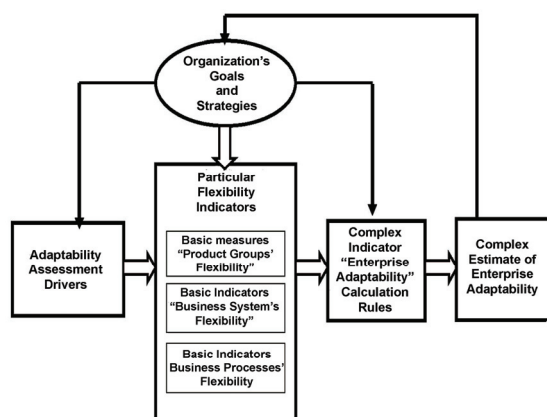 Organization's
Goals
and
Strategies
Particular
Flexibility
Indicators
Basic measures
“Product Groups'
Flexibility”
Basic Indicators
“Business System's
Flexibility”
Basic Indicators
Business Processes'
Flexibility
Adaptability
Assessment
Drivers
Complex
Indicator
“Enterprise
Adaptability”
Calculation
Rules
Complex
Estimate of
Enterprise
Adaptability